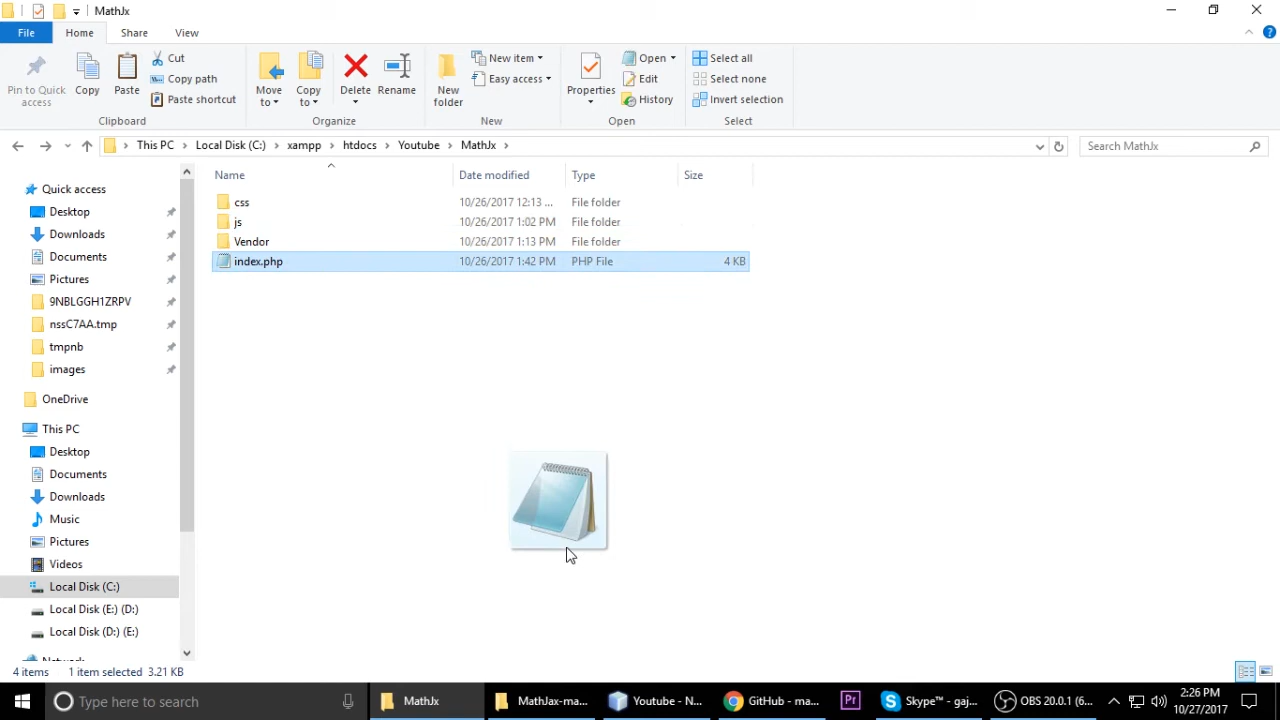 MathJx
File Home Share View
Pin to Quick access
Copy
Paste
Cut
Copy path
Paste shortcut
Clipboard
Move to
Copy to
Delete
Rename
Organize
New folder
New item
Easy access
New
Properties
Open
Edit
History
Open
Select all
Select none
Invert selection
Select
This PC > Local Disk (C:) > xampp > htdocs > Youtube > MathJx >
Search MathJx
Name Date modified Type Size
css 10/26/2017 12:13 ... File folder
js 10/26/2017 1:02 PM File folder
Vendor 10/26/2017 1:13 PM File folder
index.php 10/26/2017 1:42 PM PHP File 4 KB
Quick access
Desktop
Downloads
Documents
Pictures
9NBLGGH1ZRPV
nssC7AA.tmp
tmpnb
images
OneDrive
This PC
Desktop
Documents
Downloads
Music
Pictures
Videos
Local Disk (C:)
Local Disk (E:) (D:)
Local Disk (D:) (E:)
Network
4 items 1 item selected 3.21 KB
Type here to search
MathJx
MathJax-ma...
Youtube - N...
GitHub - ma...
Pr
Skype™ - gaj...
OBS 20.0.1 (6...
2:26 PM
10/27/2017